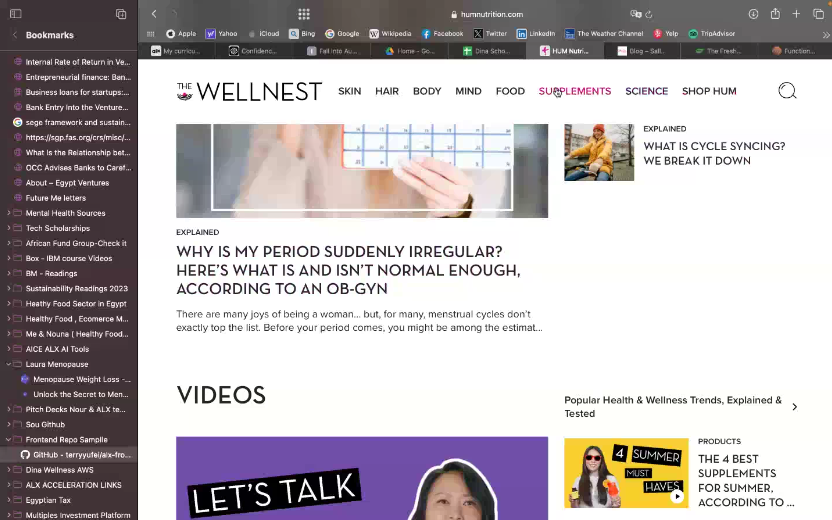 Bookmarks
Internal Rate of Return in Ve...
Entrepreneurial finance: Ban...
Business loans for startups:...
Bank Entry into the Venture...
sege framework and sustain...
https://sgp.fas.org/crs/misc/...
What Is the Relationship bet...
OCC Advises Banks to Caref...
About – Egypt Ventures
Future Me letters
Mental Health Sources
Tech Scholarships
African Fund Group-Check it
Box - IBM course Videos
BM - Readings
Sustainability Readings 2023
Heathy Food Sector in Egypt
Healthy Food , Ecomerce M...
Me & Nouna ( Healthy Food...
AICE ALX AI Tools
Laura Menopause
Menopause Weight Loss -...
Unlock the Secret to Men...
Pitch Decks Nour & ALX te...
Sou Github
Frontend Repo Samplie
GitHub - terryyufei/alx-fro...
Dina Wellness AWS
ALX ACCELERATION LINKS
Egyptian Tax
Multiples Investment Platform
humnutrition.com
Apple Yahoo iCloud Bing Google Wikipedia Facebook Twitter LinkedIn The Weather Channel Yelp TripAdvisor
My curricu... Confidenc... Fall into Au... Home - Go... Dina Scho... HUM Nutri... Blog – Sefl... The Fresh... Function...
THE WELLNEST SKIN HAIR BODY MIND FOOD SUPPLEMENTS SCIENCE SHOP HUM
EXPLAINED
WHY IS MY PERIOD SUDDENLY IRREGULAR?
HERE'S WHAT IS AND ISN'T NORMAL ENOUGH,
ACCORDING TO AN OB-GYN
There are many joys of being a woman... but, for many, menstrual cycles don't
exactly top the list. Before your period comes, you might be among the estimat...
EXPLAINED
WHAT IS CYCLE SYNCING?
WE BREAK IT DOWN
VIDEOS
LET'S TALK
Popular Health & Wellness Trends, Explained &
Tested
4 SUMMER
MUST
HAVES
PRODUCTS
THE 4 BEST
SUPPLEMENTS
FOR SUMMER,
ACCORDING TO ...